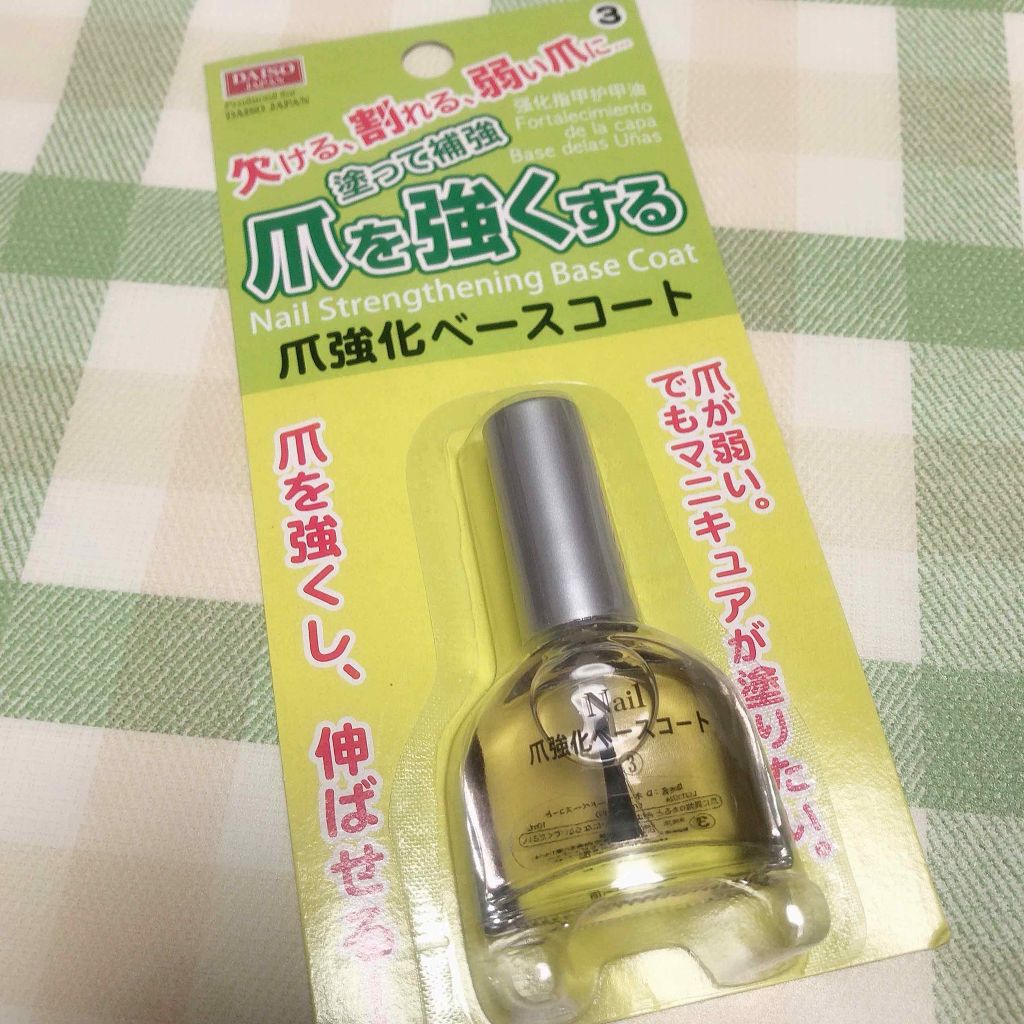 3
DAISO
JAPAN
Produced for
DAISO JAPAN
欠ける、割れる、弱い爪に…
强化指甲护甲油
Fortalecimiento
de la capa
Base delas Uñas
塗って補強
爪を強くする
Nail Strengthening Base Coat
爪強化ベースコート
爪が弱い。
でもマニキュアが塗りたい。
爪を強くし、伸ばせる
Nail
爪強化ベースコート
3